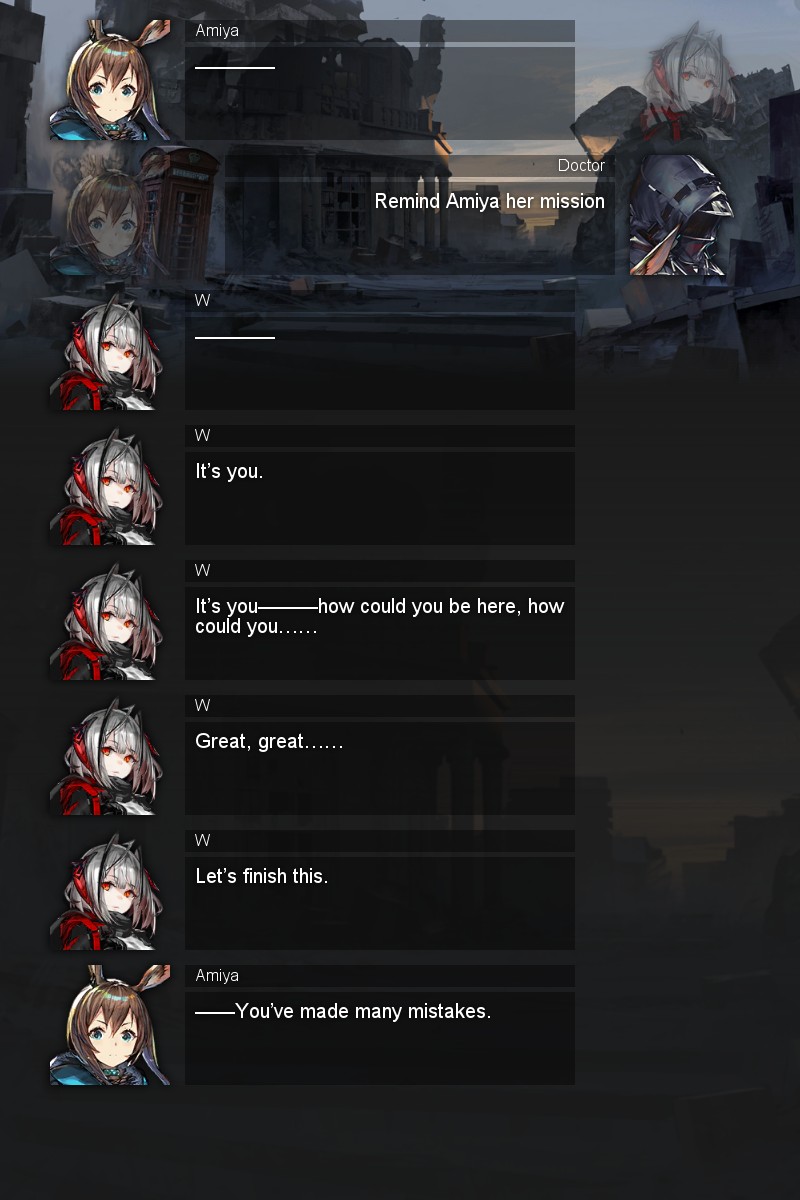 Amiya
————
Doctor
Remind Amiya her mission
W
————
W
It's you.
W
It's you———how could you be here, how
could you……
W
Great, great……
W
Let's finish this.
Amiya
——You've made many mistakes.